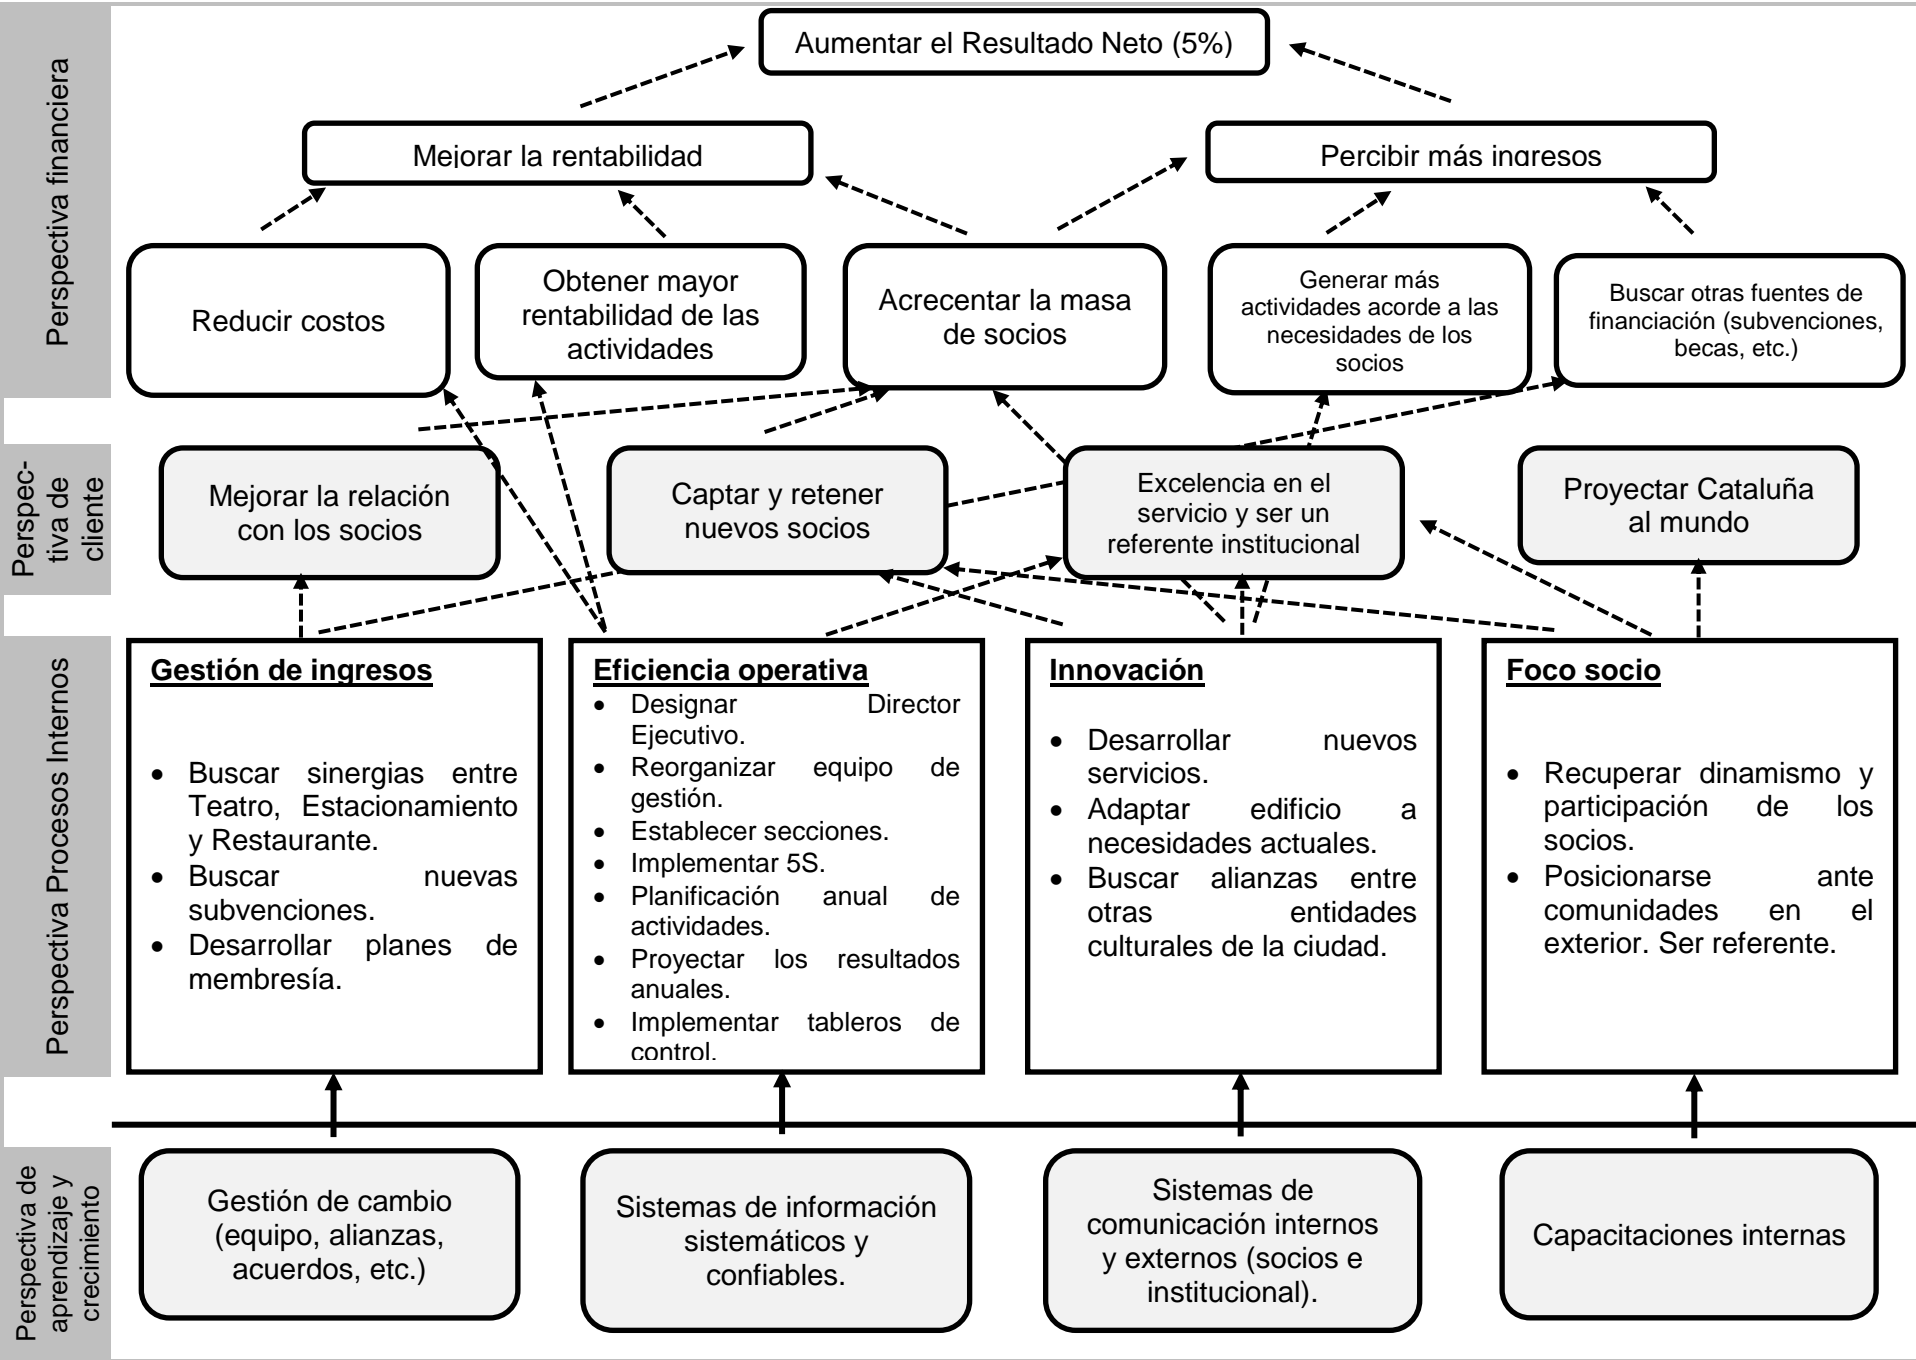 Perspectiva financiera
Aumentar el Resultado Neto (5%)
Mejorar la rentabilidad
Percibir más ingresos
Reducir costos
Obtener mayor
rentabilidad de las
actividades
Acrecentar la masa
de socios
Generar más
actividades acorde a las
necesidades de los
socios
Buscar otras fuentes de
financiación (subvenciones,
becas, etc.)
Perspec-
tiva de
cliente
Mejorar la relación
con los socios
Captar y retener
nuevos socios
Excelencia en el
servicio y ser un
referente institucional
Proyectar Cataluña
al mundo
Perspectiva Procesos Internos
Gestión de ingresos
• Buscar sinergias entre
Teatro, Estacionamiento
y Restaurante.
• Buscar nuevas
subvenciones.
• Desarrollar planes de
membresía.
Eficiencia operativa
• Designar Director
Ejecutivo.
• Reorganizar equipo de
gestión.
• Establecer secciones.
• Implementar 5S.
• Planificación anual de
actividades.
• Proyectar los resultados
anuales.
• Implementar tableros de
control.
Innovación
• Desarrollar nuevos
servicios.
• Adaptar edificio a
necesidades actuales.
• Buscar alianzas entre
otras entidades
culturales de la ciudad.
Foco socio
• Recuperar dinamismo y
participación de los
socios.
• Posicionarse ante
comunidades en el
exterior. Ser referente.
Perspectiva de
aprendizaje y
crecimiento
Gestión de cambio
(equipo, alianzas,
acuerdos, etc.)
Sistemas de información
sistemáticos y
confiables.
Sistemas de
comunicación internos
y externos (socios e
institucional).
Capacitaciones internas